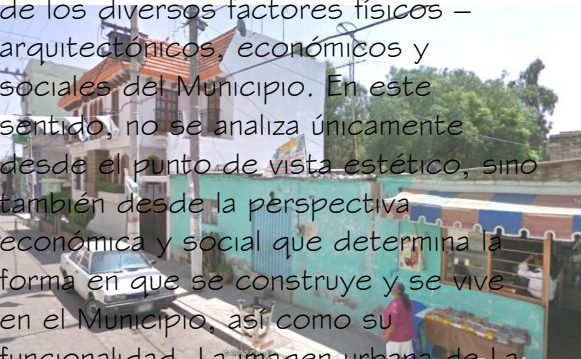 de los diversos factores físicos –
arquitectónicos, económicos y
sociales del Municipio. En este
sentido, no se analiza únicamente
desde el punto de vista estético, sino
también desde la perspectiva
económica y social que determina la
forma en que se construye y se vive
en el Municipio, así como su
funcionalidad. La imagen urbana de la